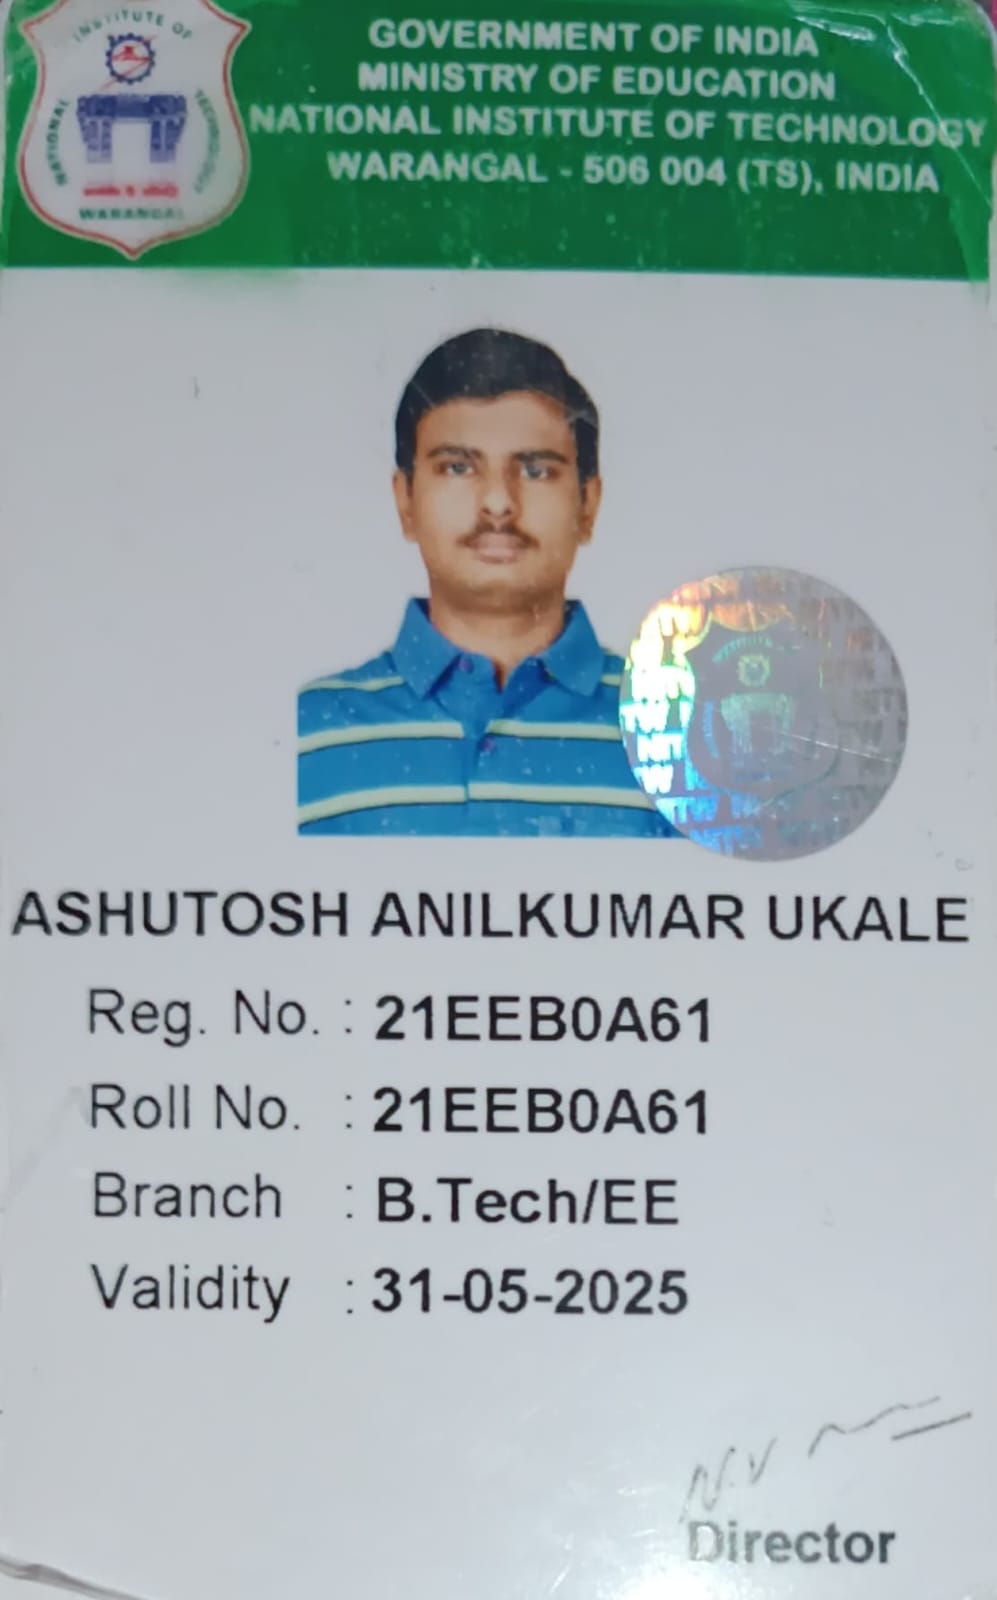 INSTITUTE OF
NATIONAL
TECHNOLOGY
WARANGAL
GOVERNMENT OF INDIA
MINISTRY OF EDUCATION
NATIONAL INSTITUTE OF TECHNOLOGY
WARANGAL - 506 004 (TS), INDIA
ASHUTOSH ANILKUMAR UKALE
Reg. No. : 21EEB0A61
Roll No. : 21EEB0A61
Branch : B.Tech/EE
Validity : 31-05-2025
N.V
Director